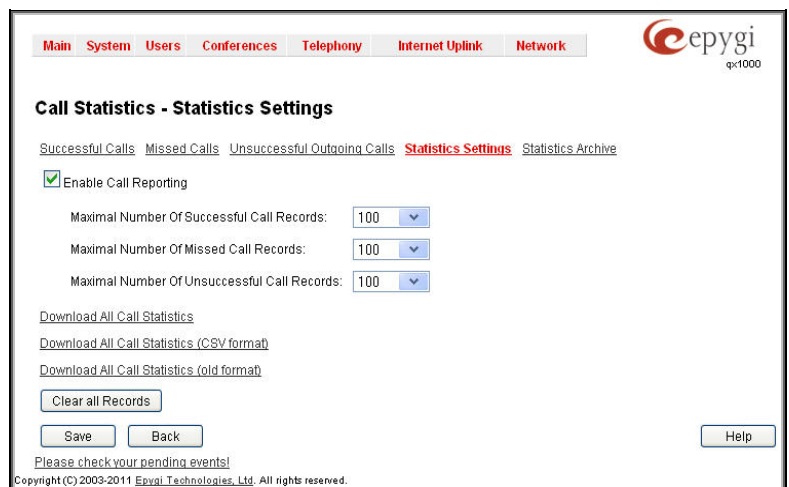 Main System Users Conferences Telephony Internet Uplink Network
epygi
qx1000
Call Statistics - Statistics Settings
Successful Calls Missed Calls Unsuccessful Outgoing Calls Statistics Settings Statistics Archive
Enable Call Reporting
Maximal Number Of Successful Call Records: 100
Maximal Number Of Missed Call Records: 100
Maximal Number Of Unsuccessful Call Records: 100
Download All Call Statistics
Download All Call Statistics (CSV format)
Download All Call Statistics (old format)
Clear all Records
Save Back Help
Please check your pending events!
Copyright (C) 2003-2011 Epygi Technologies, Ltd. All rights reserved.